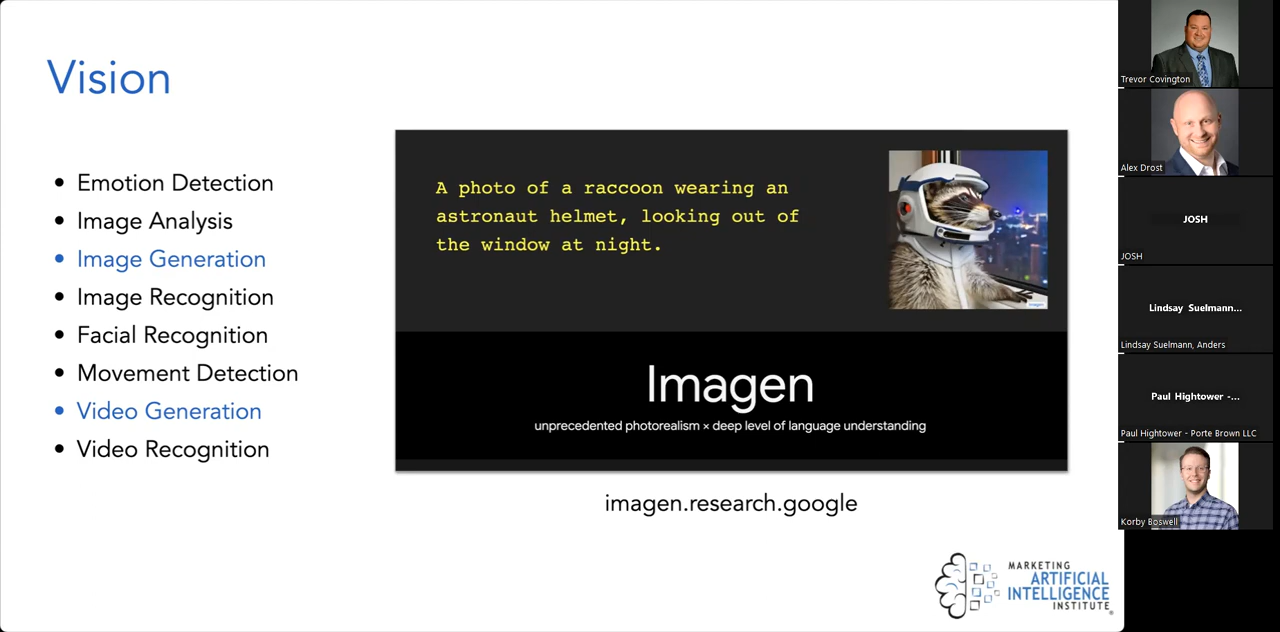 Vision
Emotion Detection
Image Analysis
Image Generation
Image Recognition
Facial Recognition
Movement Detection
Video Generation
Video Recognition
A photo of a raccoon wearing an
astronaut helmet, looking out of
the window at night.
Imagen
unprecedented photorealism × deep level of language understanding
imagen.research.google
MARKETING
ARTIFICIAL
INTELLIGENCE
INSTITUTE
Trevor Covington
Alex Drost
JOSH
JOSH
Lindsay Suelmann...
Lindsay Suelmann, Anders
Paul Hightower -...
Paul Hightower - Porte Brown LLC
Korby Boswell